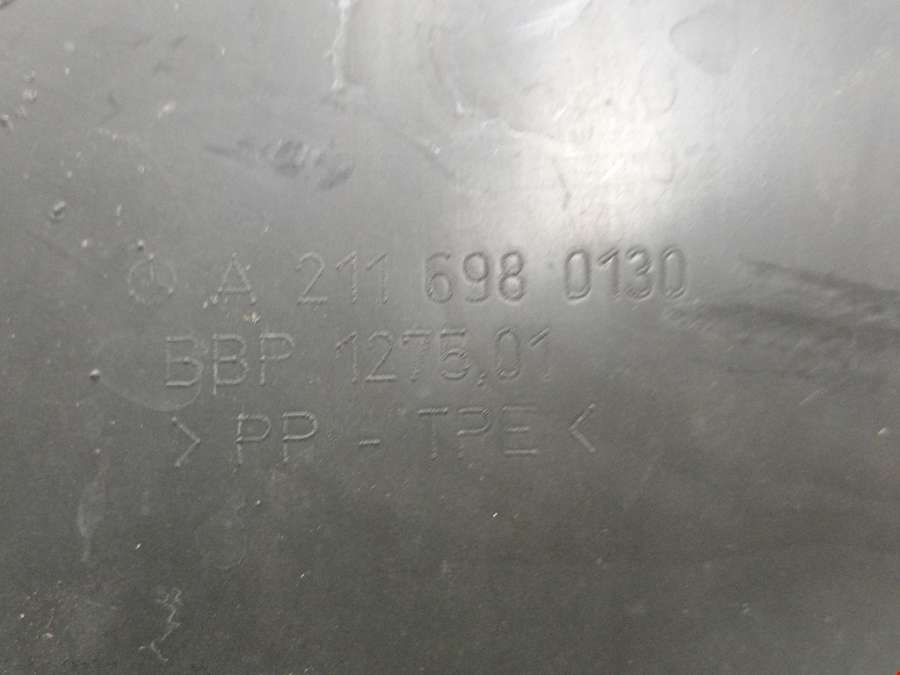 A 211 698 0130
BBP 1275,01
> PP - TPE <